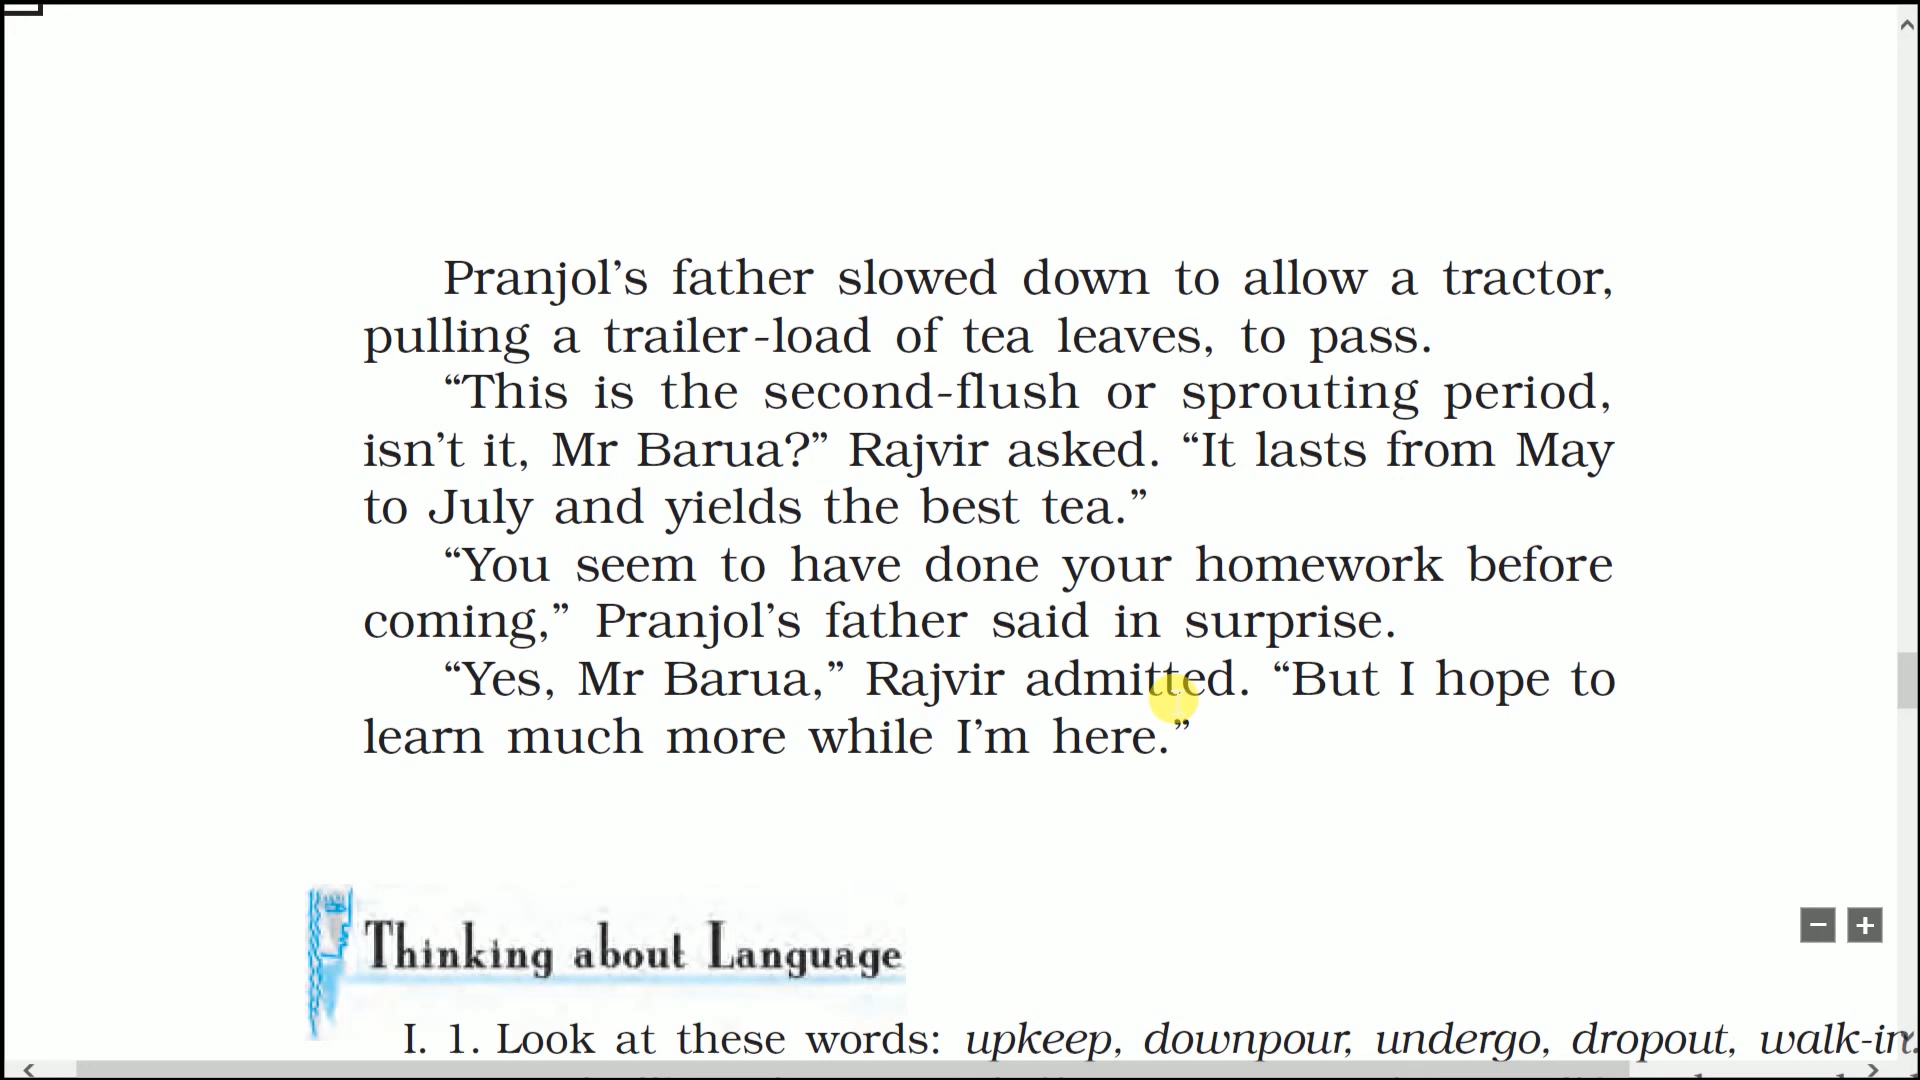 Pranjol’s father slowed down to allow a tractor,
pulling a trailer-load of tea leaves, to pass.
“This is the second-flush or sprouting period,
isn’t it, Mr Barua?” Rajvir asked. “It lasts from May
to July and yields the best tea.”
“You seem to have done your homework before
coming,” Pranjol’s father said in surprise.
“Yes, Mr Barua,” Rajvir admitted. “But I hope to
learn much more while I’m here.”
Thinking about Language
I. 1. Look at these words: upkeep, downpour, undergo, dropout, walk-in.